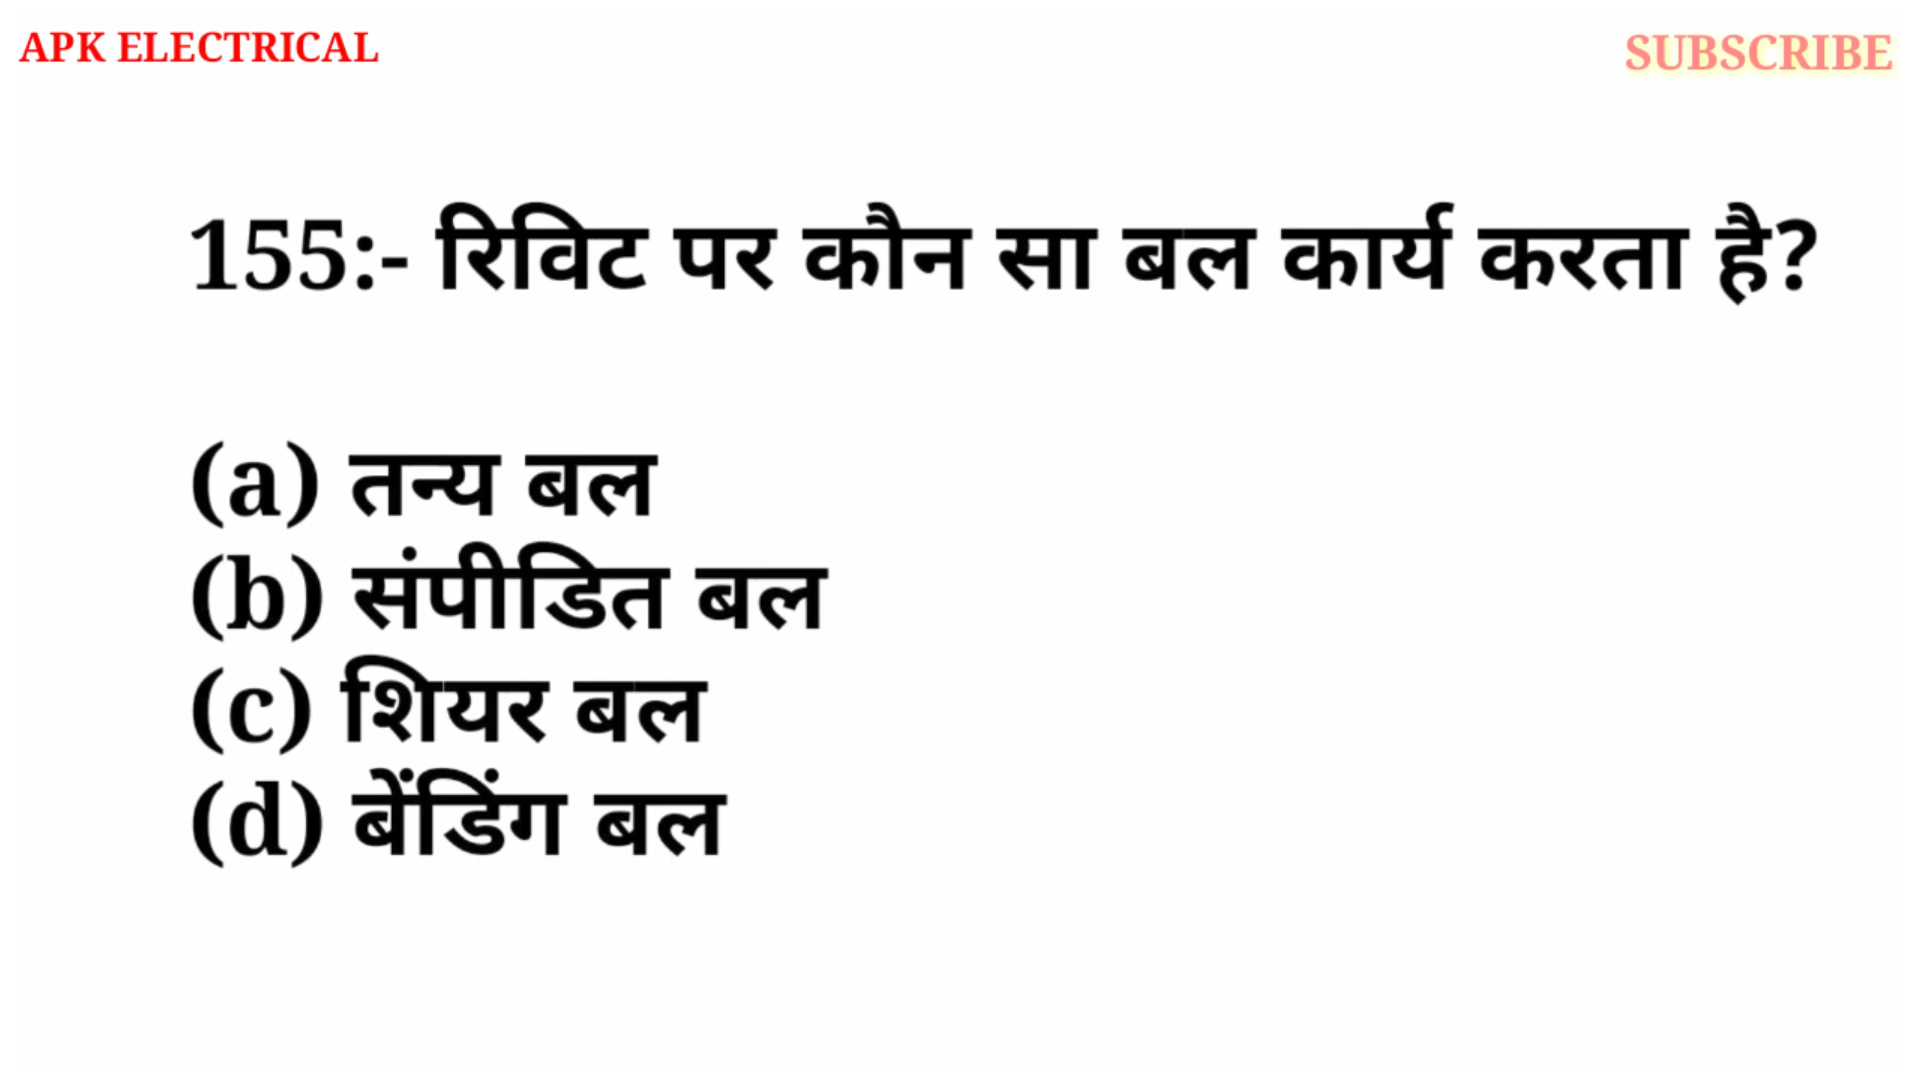 APK ELECTRICAL
SUBSCRIBE
155:- रिविट पर कौन सा बल कार्य करता है?
(a) तन्य बल
(b) संपीडित बल
(c) शियर बल
(d) बेंडिंग बल